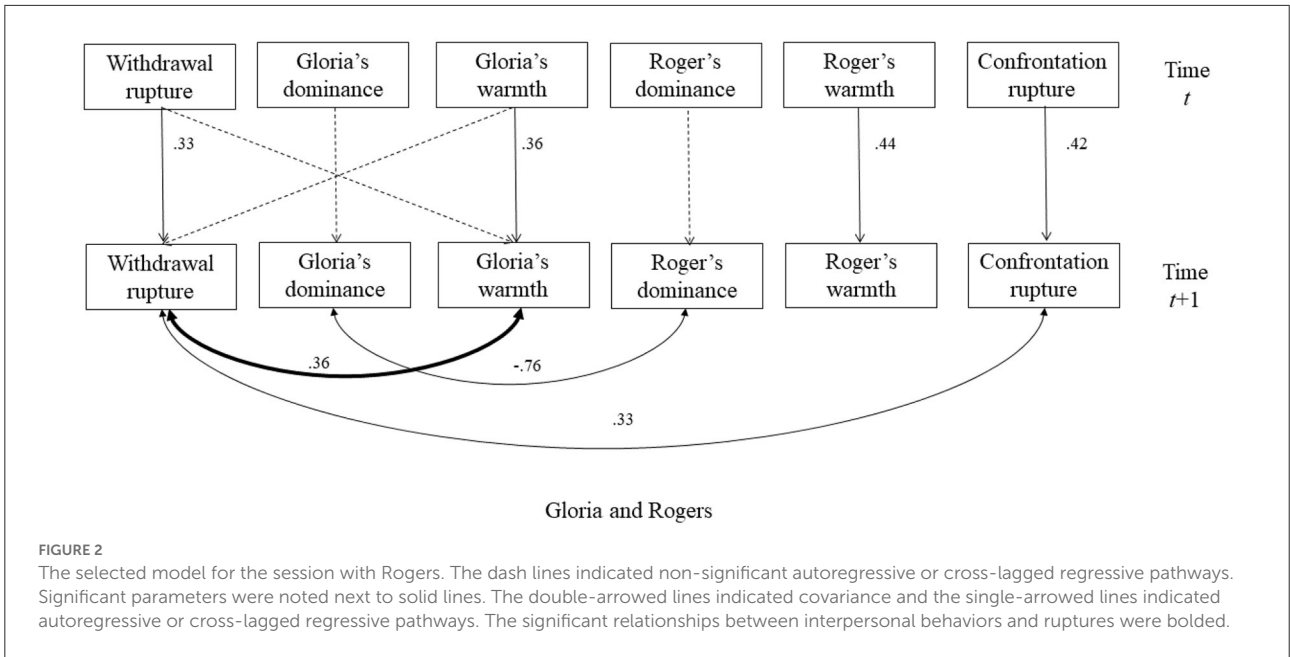 Withdrawal rupture
Gloria's dominance
Gloria's warmth
Roger's dominance
Roger's warmth
Confrontation rupture
Time t
.33
.36
.44
.42
Withdrawal rupture
Gloria's dominance
Gloria's warmth
Roger's dominance
Roger's warmth
Confrontation rupture
Time t+1
.36
-.76
.33
Gloria and Rogers
FIGURE 2
The selected model for the session with Rogers. The dash lines indicated non-significant autoregressive or cross-lagged regressive pathways.
Significant parameters were noted next to solid lines. The double-arrowed lines indicated covariance and the single-arrowed lines indicated
autoregressive or cross-lagged regressive pathways. The significant relationships between interpersonal behaviors and ruptures were bolded.